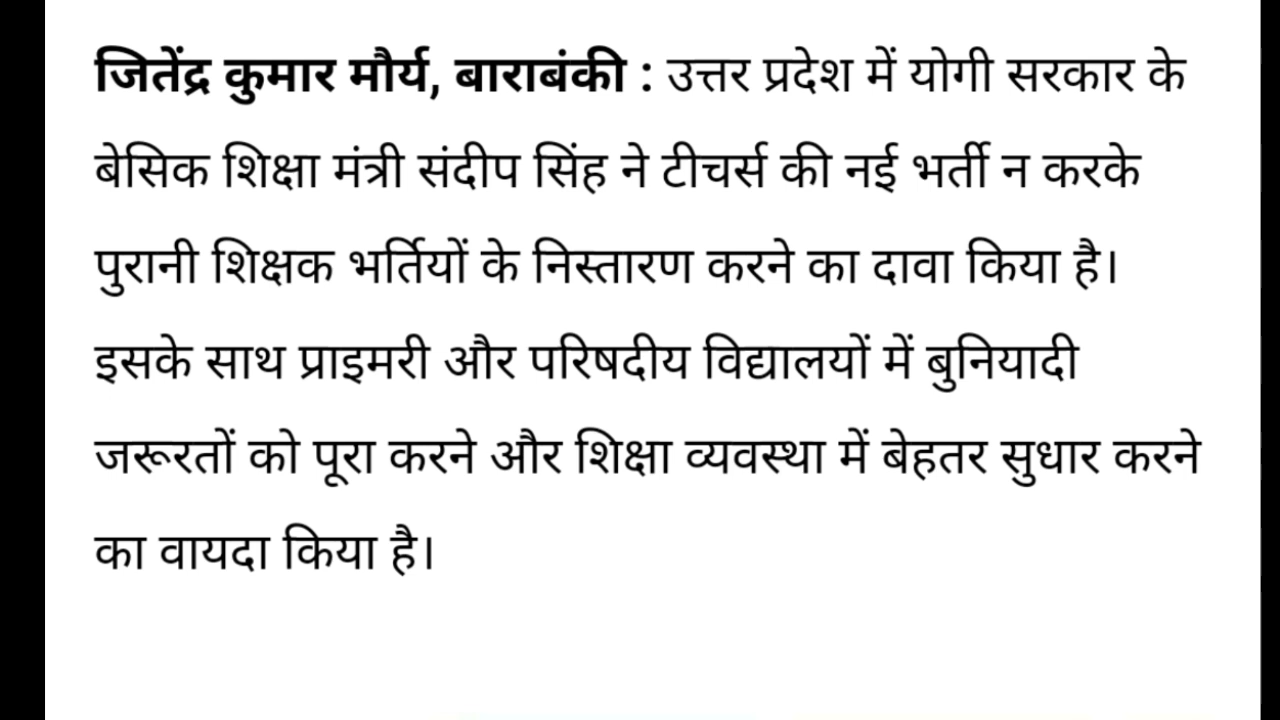 जितेंद्र कुमार मौर्य, बाराबंकी : उत्तर प्रदेश में योगी सरकार के
बेसिक शिक्षा मंत्री संदीप सिंह ने टीचर्स की नई भर्ती न करके
पुरानी शिक्षक भर्तियों के निस्तारण करने का दावा किया है।
इसके साथ प्राइमरी और परिषदीय विद्यालयों में बुनियादी
जरूरतों को पूरा करने और शिक्षा व्यवस्था में बेहतर सुधार करने
का वायदा किया है।